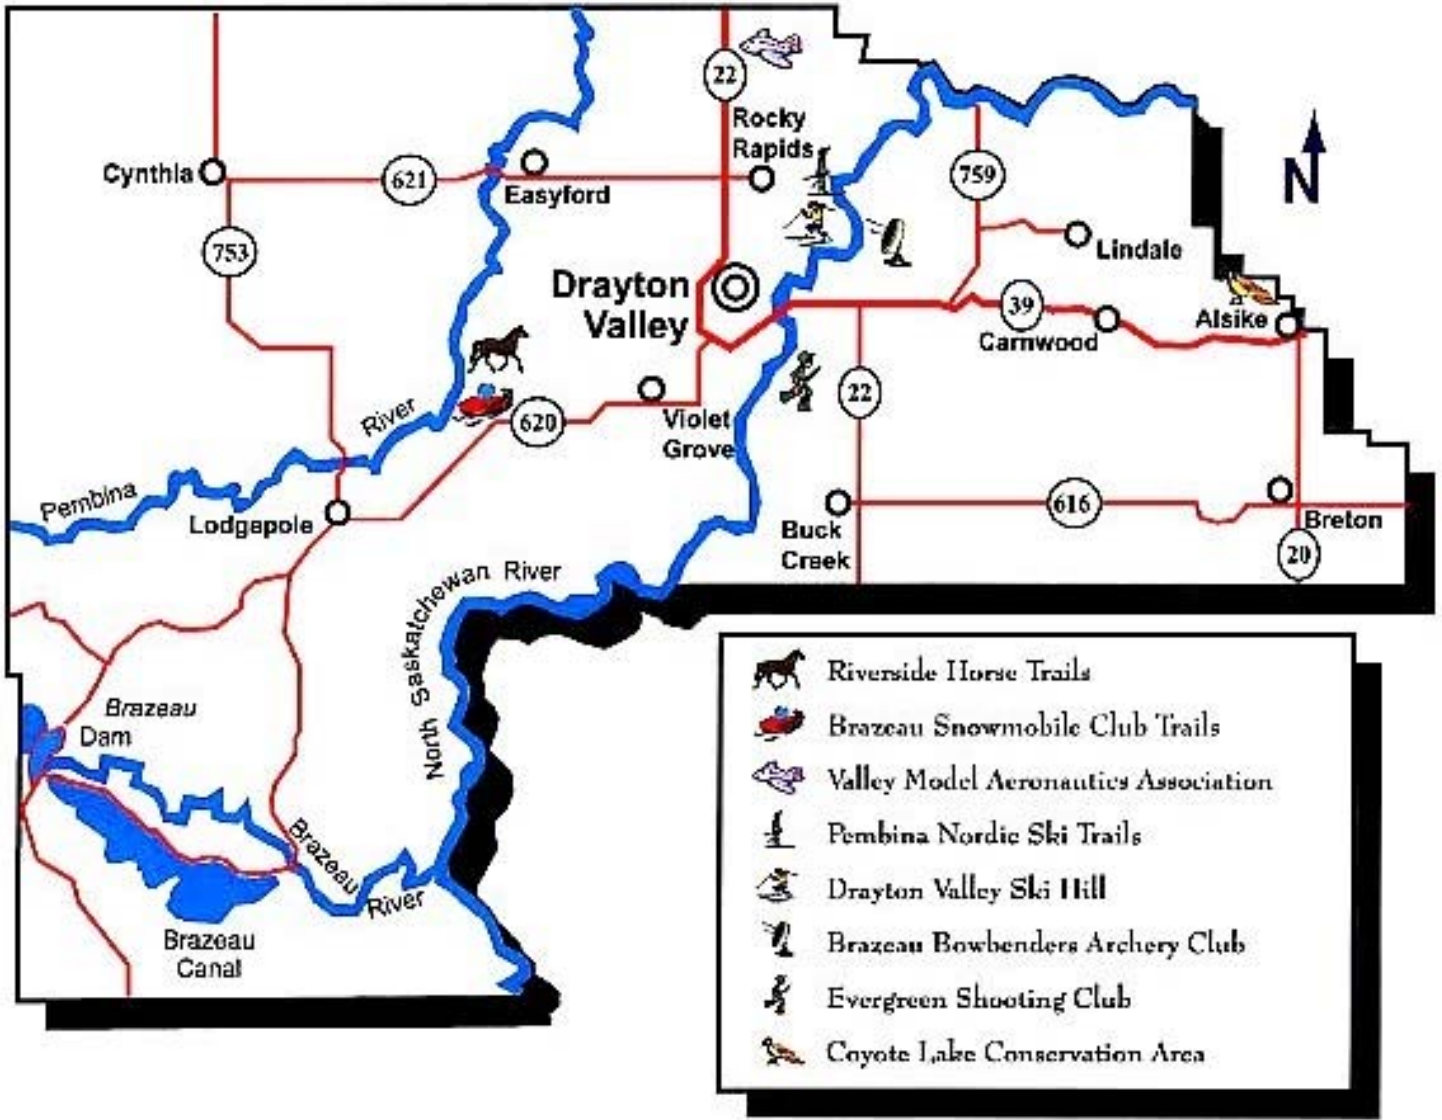 22
Rocky
Rapids
Cynthia
621
Easyford
759
N
753
Lindale
Drayton
Valley
39
Carnwood
Alsike
River
620
Violet
Grove
22
Pembina
Lodgepole
Buck
Creek
616
Breton
20
North Saskatchewan River
Brazeau
Dam
Brazeau
River
Brazeau
Canal
Riverside Horse Trails
Brazeau Snowmobile Club Trails
Valley Model Aeronautics Association
Pembina Nordic Ski Trails
Drayton Valley Ski Hill
Brazeau Bowbenders Archery Club
Evergreen Shooting Club
Coyote Lake Conservation Area